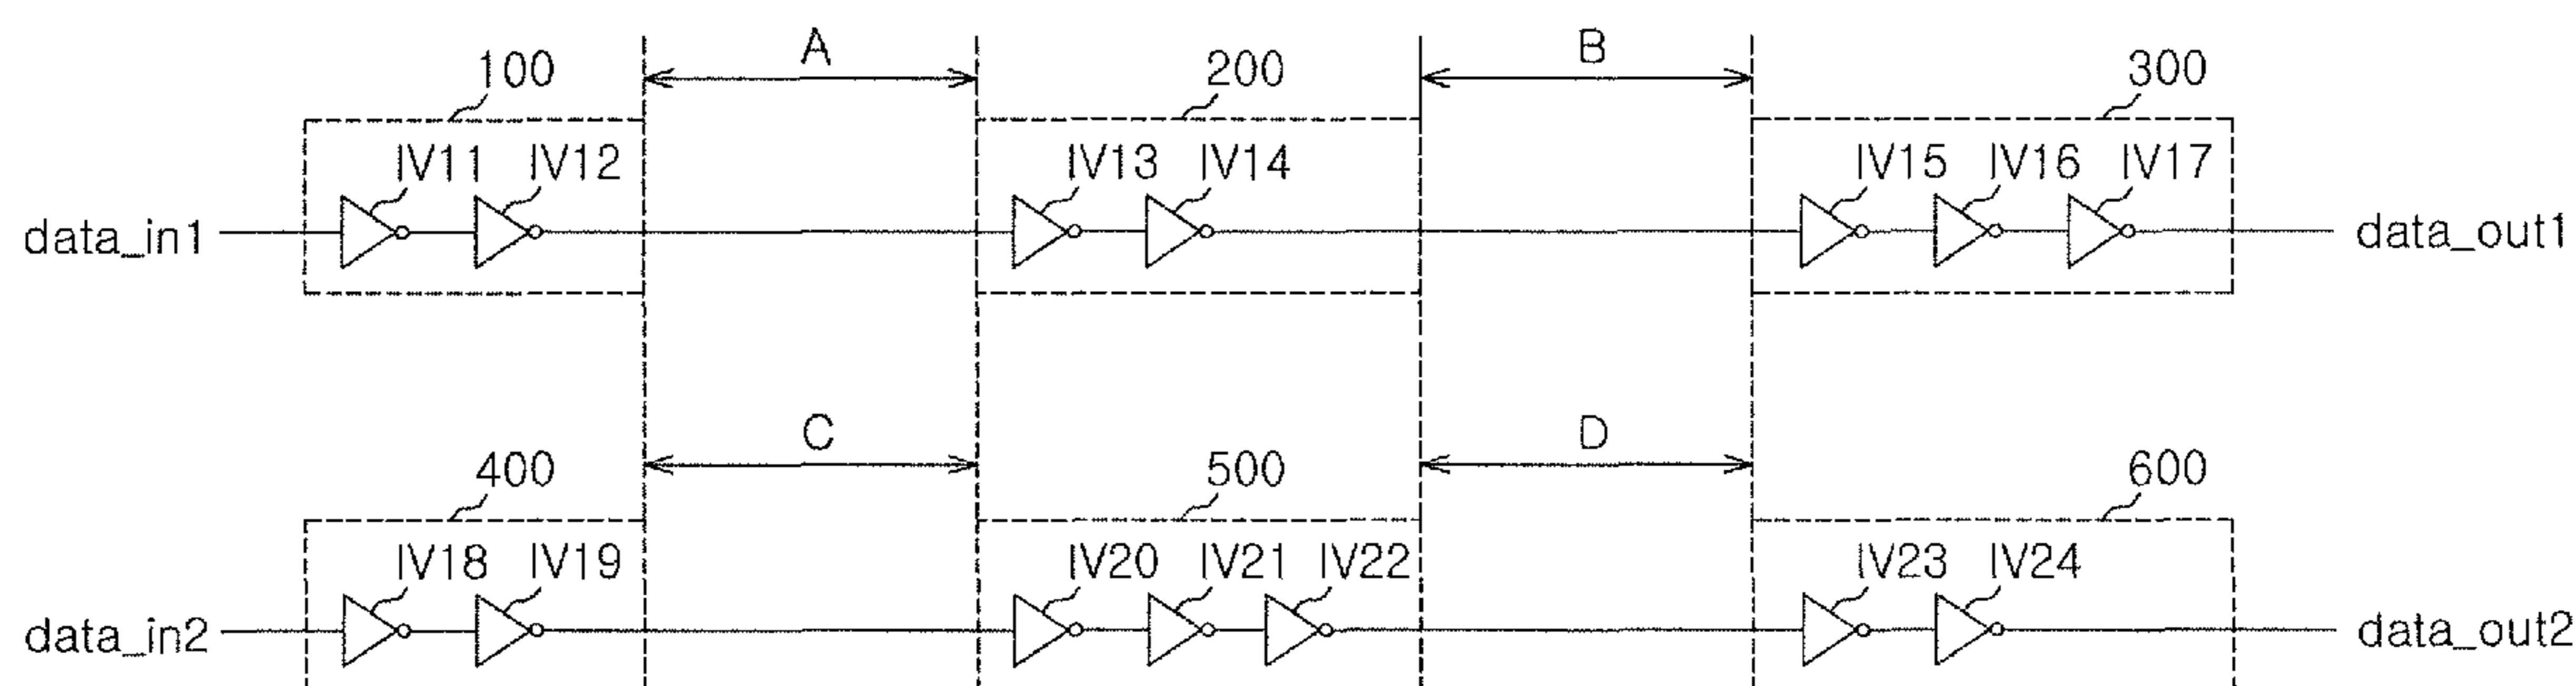 A B
100 200 300
IV11 IV12 IV13 IV14 IV15 IV16 IV17
data_in1 data_out1
C D
400 500 600
IV18 IV19 IV20 IV21 IV22 IV23 IV24
data_in2 data_out2